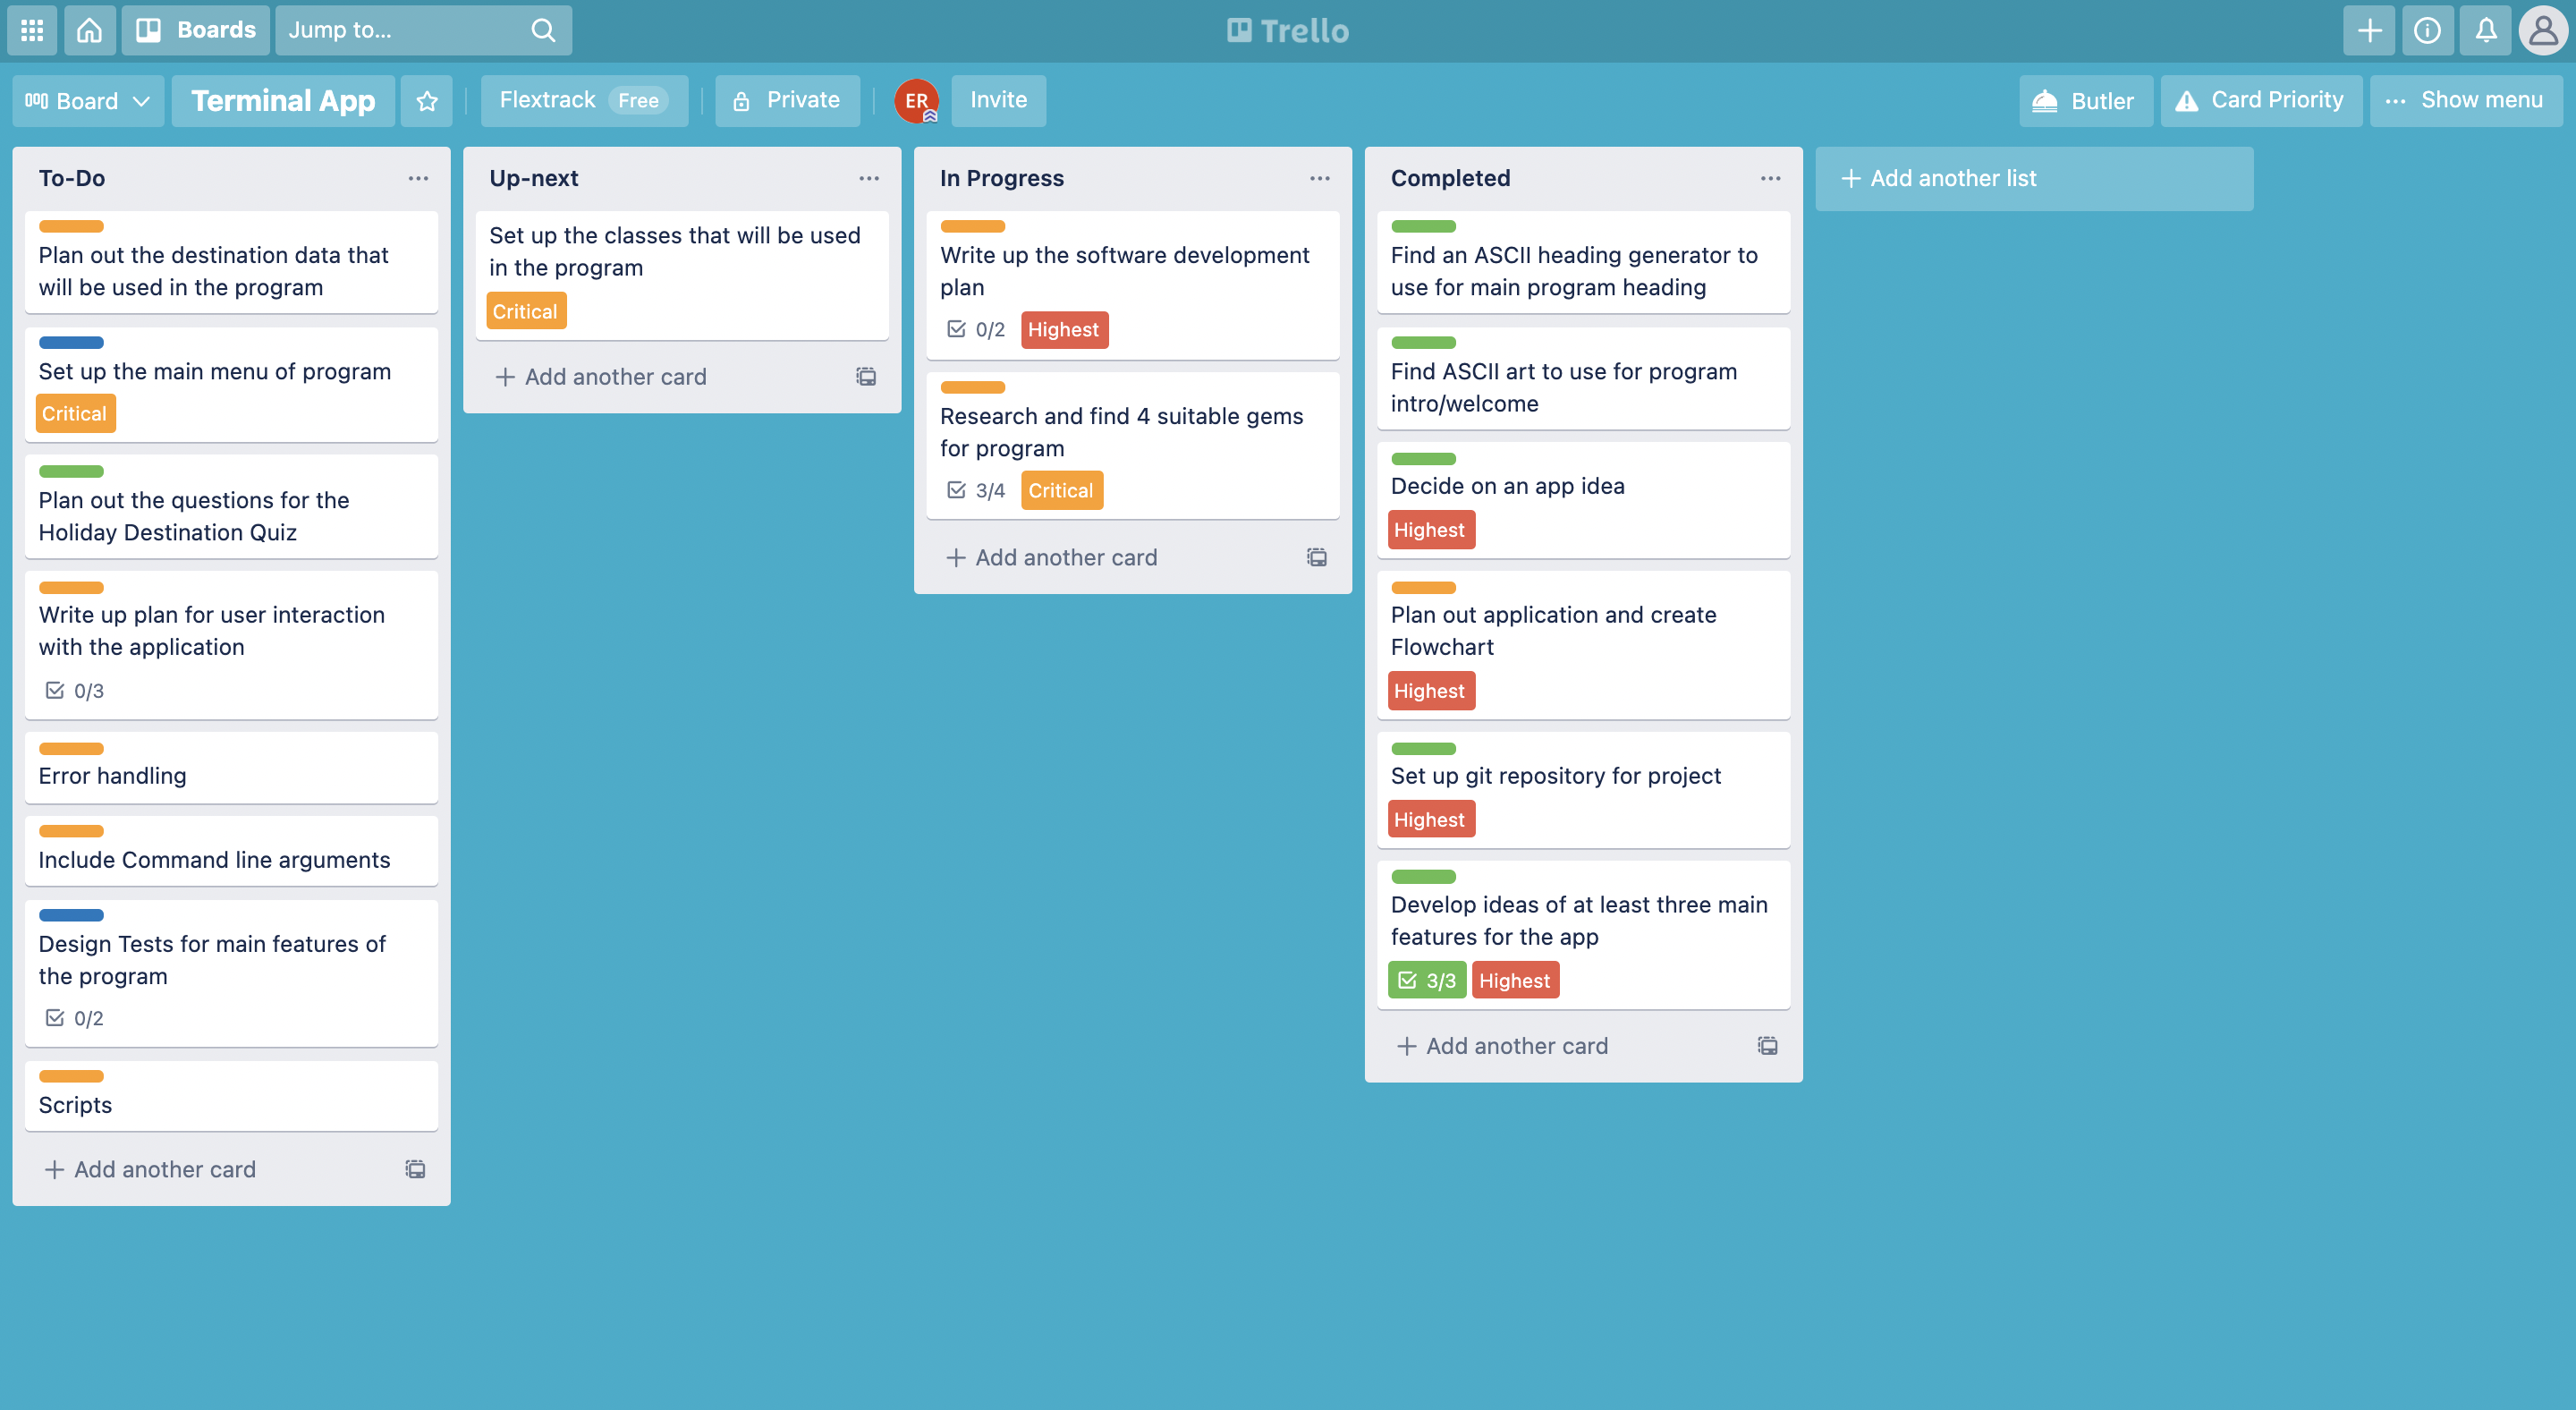 Boards
Jump to...
Trello
Board
Terminal App
Flextrack Free
Private
ER
Invite
Butler
Card Priority
Show menu
To-Do
Plan out the destination data that
will be used in the program
Set up the main menu of program
Critical
Plan out the questions for the
Holiday Destination Quiz
Write up plan for user interaction
with the application
0/3
Error handling
Include Command line arguments
Design Tests for main features of
the program
0/2
Scripts
Add another card
Up-next
Set up the classes that will be used
in the program
Critical
Add another card
In Progress
Write up the software development
plan
0/2 Highest
Research and find 4 suitable gems
for program
3/4 Critical
Add another card
Completed
Find an ASCII heading generator to
use for main program heading
Find ASCII art to use for program
intro/welcome
Decide on an app idea
Highest
Plan out application and create
Flowchart
Highest
Set up git repository for project
Highest
Develop ideas of at least three main
features for the app
3/3 Highest
Add another card
Add another list